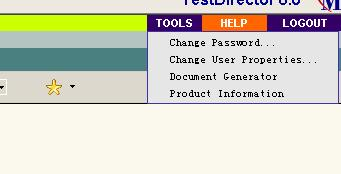 TestDirector 8.0
TOOLS HELP LOGOUT
Change Password...
Change User Properties...
Document Generator
Product Information